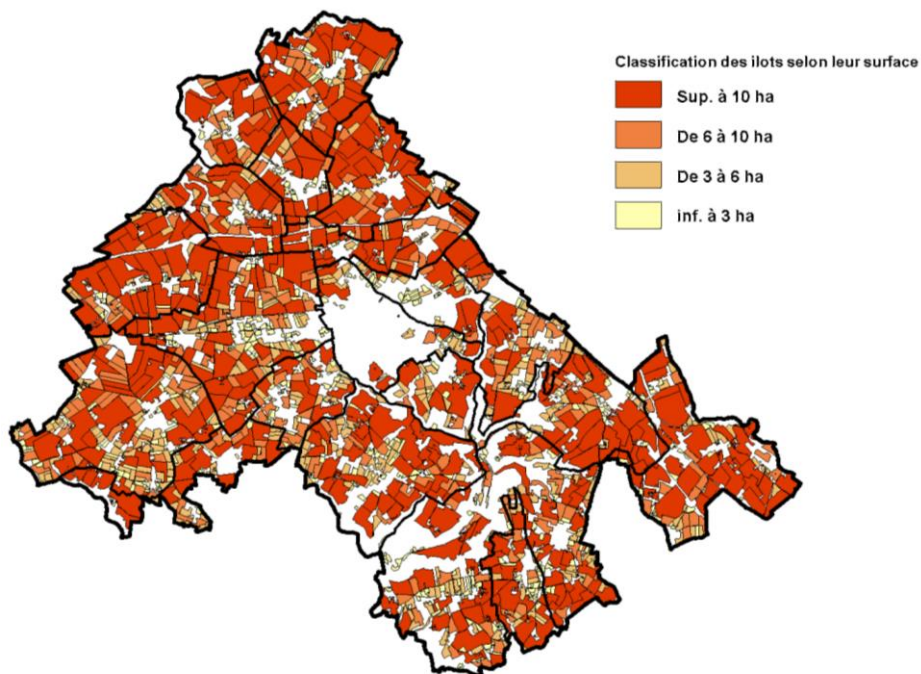 Classification des ilots selon leur surface
Sup. à 10 ha
De 6 à 10 ha
De 3 à 6 ha
inf. à 3 ha